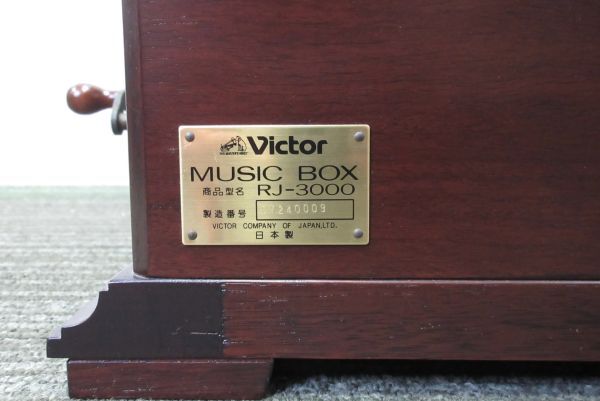 Victor
MUSIC BOX
商品型名 RJ-3000
製造番号
VICTOR COMPANY OF JAPAN,LTD.
日本製